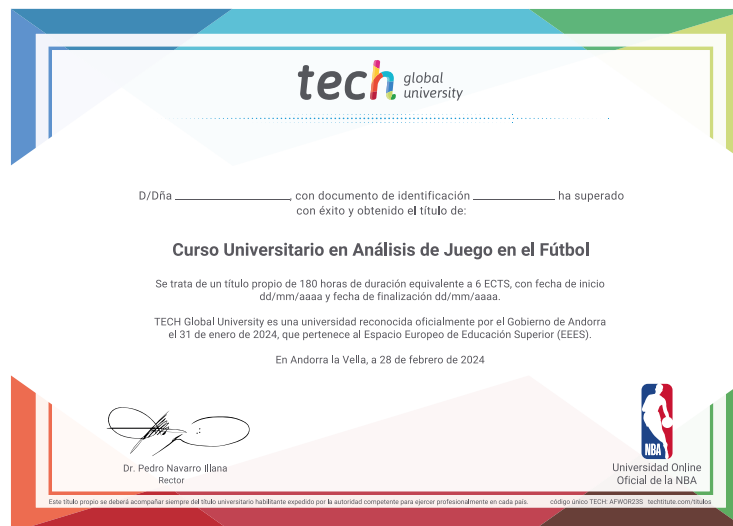 tech global university
D/Dña ____________, con documento de identificación ____________ ha superado
con éxito y obtenido el título de:
Curso Universitario en Análisis de Juego en el Fútbol
Se trata de un título propio de 180 horas de duración equivalente a 6 ECTS, con fecha de inicio
dd/mm/aaaa y fecha de finalización dd/mm/aaaa.
TECH Global University es una universidad reconocida oficialmente por el Gobierno de Andorra
el 31 de enero de 2024, que pertenece al Espacio Europeo de Educación Superior (EEES).
En Andorra la Vella, a 28 de febrero de 2024
Dr. Pedro Navarro Illana
Rector
NBA
Universidad Online
Oficial de la NBA
Este título propio se deberá acompañar siempre del título universitario habilitante expedido por la autoridad competente para ejercer profesionalmente en cada país. código único TECH: AFWOR23S techtitute.com/titulos